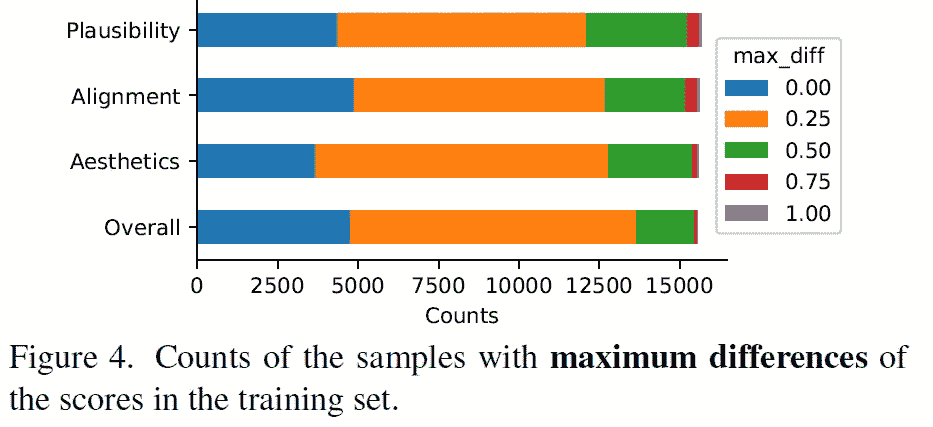 Plausibility
Alignment
Aesthetics
Overall
max_diff
0.00
0.25
0.50
0.75
1.00
0 2500 5000 7500 10000 12500 15000
Counts
Figure 4. Counts of the samples with maximum differences of
the scores in the training set.